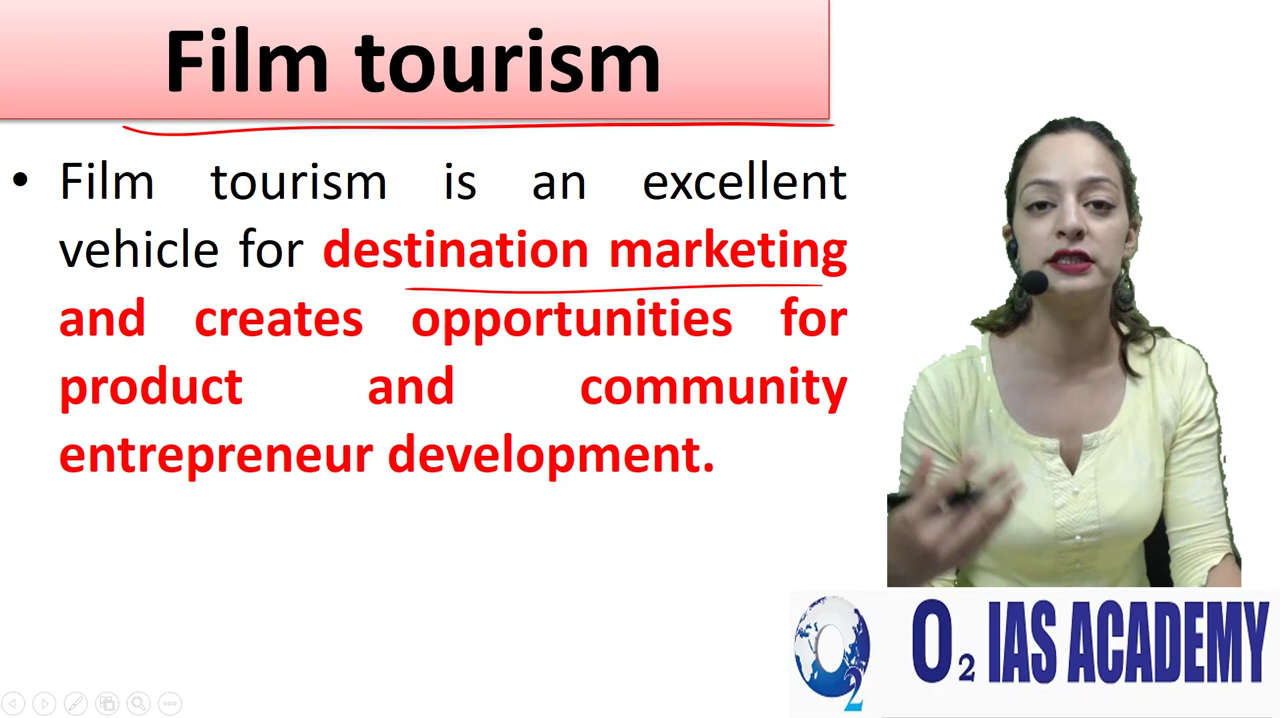 Film tourism
• Film tourism is an excellent
vehicle for destination marketing
and creates opportunities for
product and community
entrepreneur development.
O2
O2 IAS ACADEMY